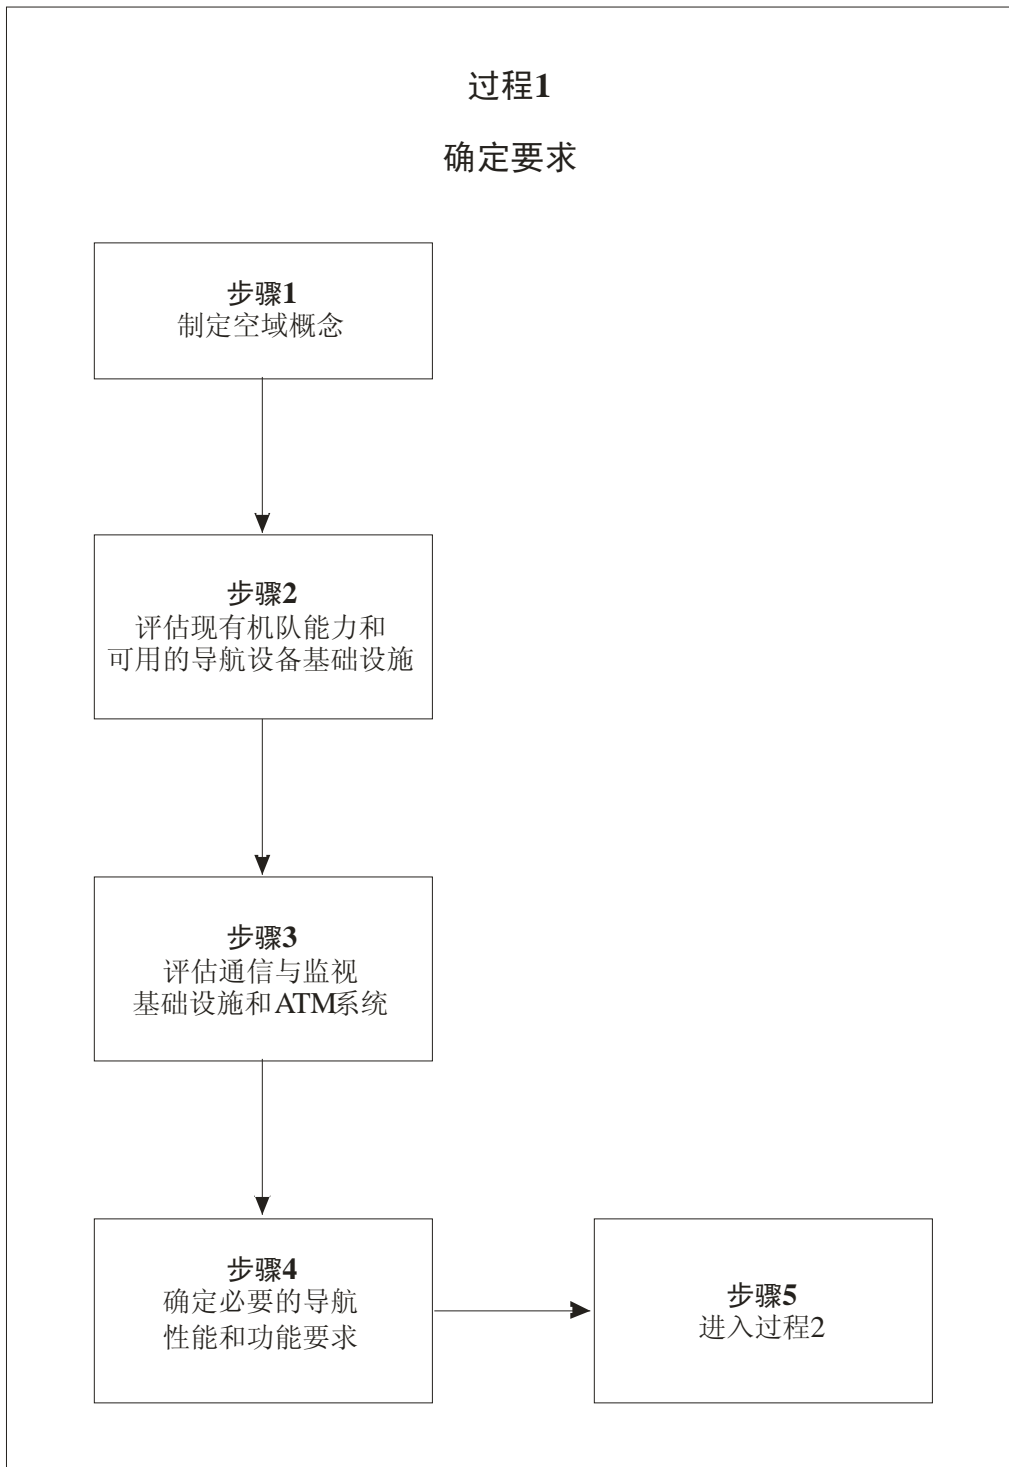 过程1
确定要求
步骤1
制定空域概念
步骤2
评估现有机队能力和
可用的导航设备基础设施
步骤3
评估通信与监视
基础设施和ATM系统
步骤4
确定必要的导航
性能和功能要求
步骤5
进入过程2